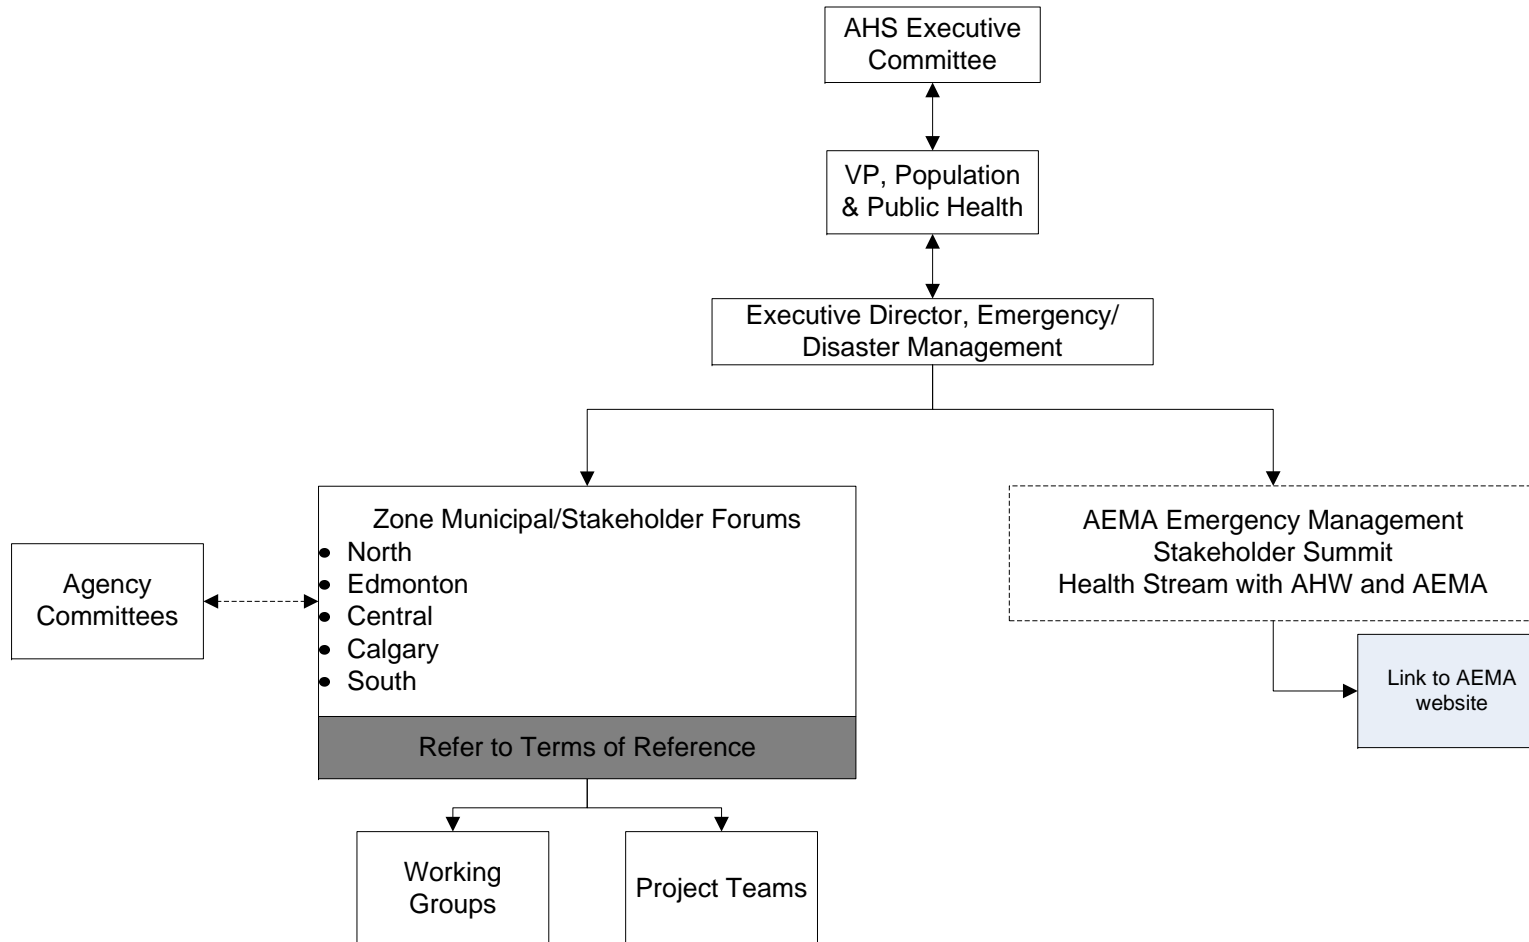 AHS Executive
Committee
VP, Population
& Public Health
Executive Director, Emergency/
Disaster Management
Zone Municipal/Stakeholder Forums
• North
• Edmonton
• Central
• Calgary
• South
Refer to Terms of Reference
Agency
Committees
AEMA Emergency Management
Stakeholder Summit
Health Stream with AHW and AEMA
Link to AEMA
website
Working
Groups
Project Teams